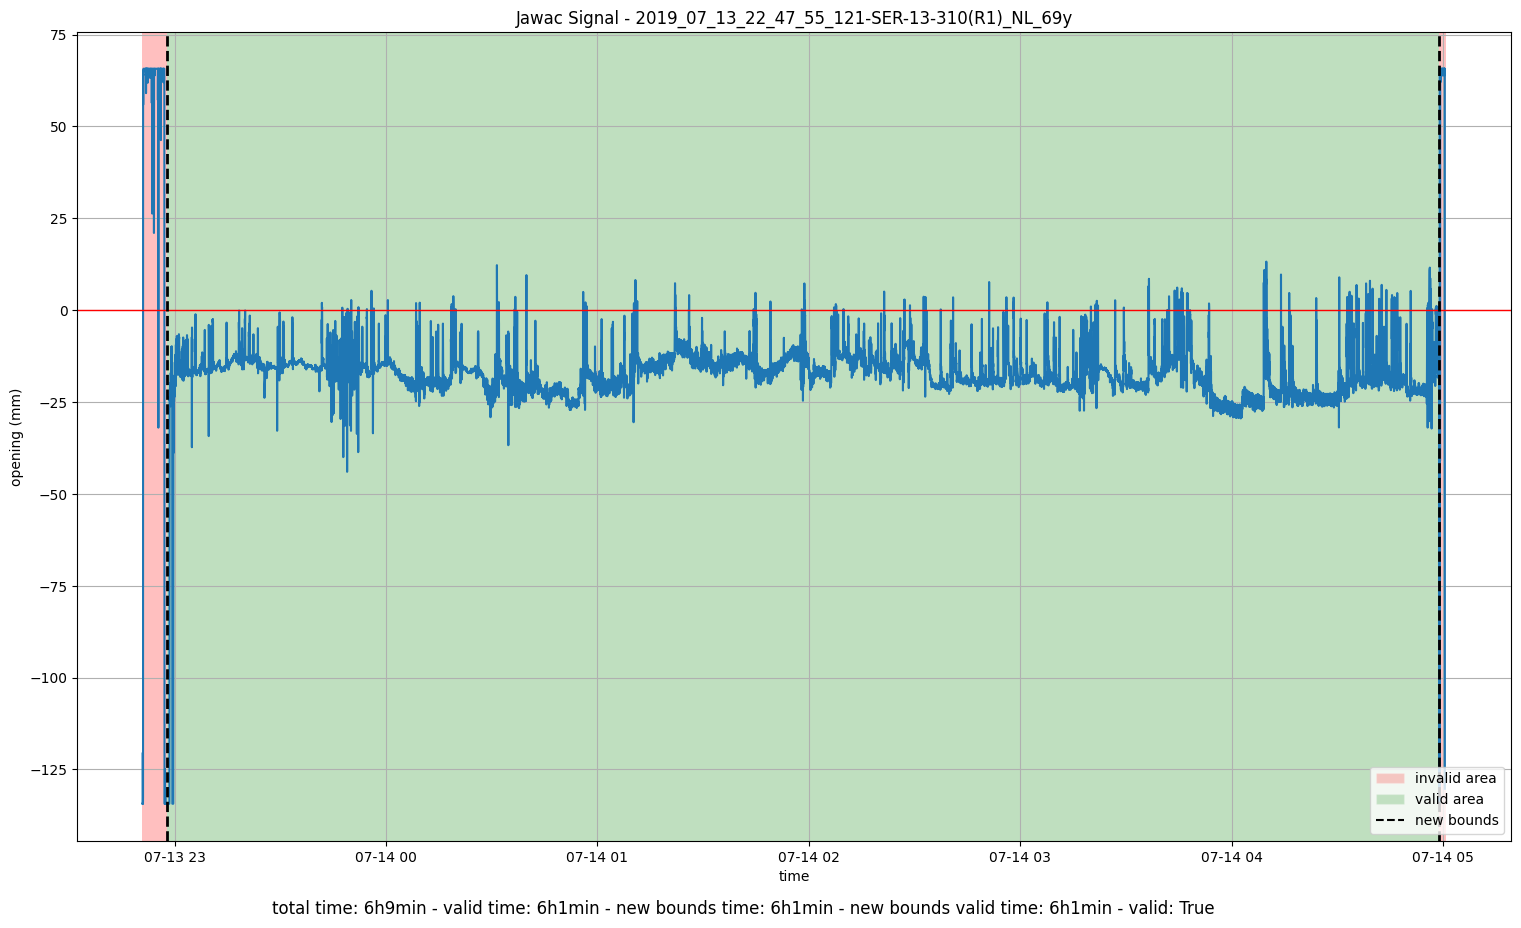 Jawac Signal - 2019_07_13_22_47_55_121-SER-13-310(R1)_NL_69y
75
50
25
0
−25
−50
−75
−100
−125
opening (mm)
invalid area
valid area
new bounds
07-13 23
07-14 00
07-14 01
07-14 02
07-14 03
07-14 04
07-14 05
time
total time: 6h9min - valid time: 6h1min - new bounds time: 6h1min - new bounds valid time: 6h1min - valid: True